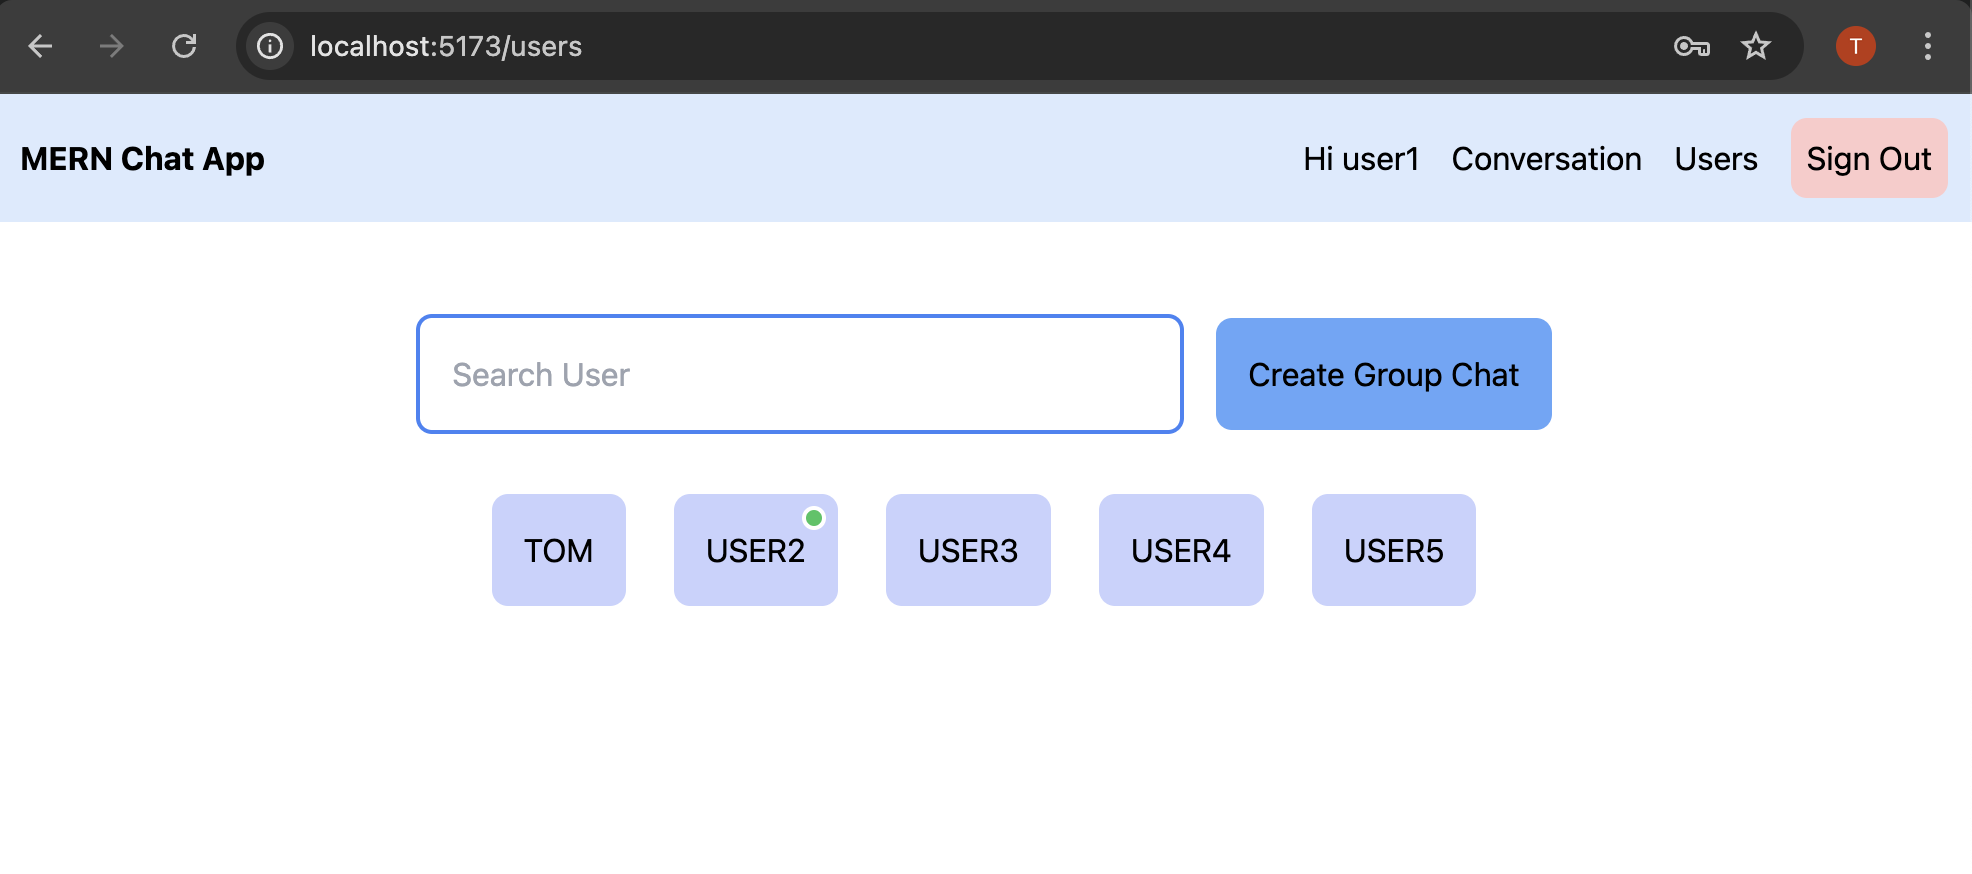 localhost:5173/users
T
MERN Chat App
Hi user1 Conversation Users Sign Out
Search User
Create Group Chat
TOM USER2 USER3 USER4 USER5